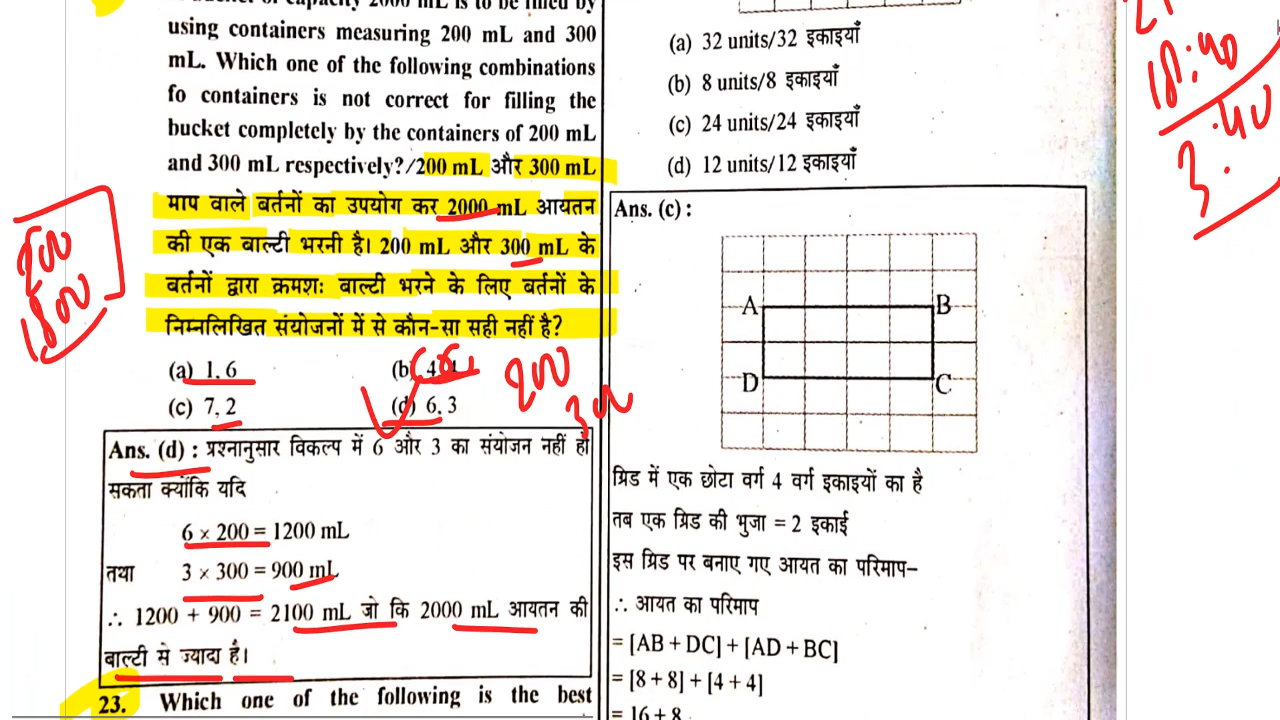 bucket of capacity 2000 mL is to be filled by
using containers measuring 200 mL and 300
mL. Which one of the following combinations
fo containers is not correct for filling the
bucket completely by the containers of 200 mL
and 300 mL respectively?/200 mL और 300 mL
माप वाले बर्तनों का उपयोग कर 2000 mL आयतन
की एक बाल्टी भरनी है। 200 mL और 300 mL के
बर्तनों द्वारा क्रमशः बाल्टी भरने के लिए बर्तनों के
निम्नलिखित संयोजनों में से कौन-सा सही नहीं है?
(a) 1, 6
(b) 4,
(c) 7, 2
(d) 6, 3
200
1800
200
300
Ans. (d) : प्रश्नानुसार विकल्प में 6 और 3 का संयोजन नहीं हो
सकता क्योंकि यदि
6 × 200 = 1200 mL
तथा 3 × 300 = 900 mL
∴ 1200 + 900 = 2100 mL जो कि 2000 mL आयतन की
बाल्टी से ज्यादा है।
23. Which one of the following is the best
(a) 32 units/32 इकाइयाँ
(b) 8 units/8 इकाइयाँ
(c) 24 units/24 इकाइयाँ
(d) 12 units/12 इकाइयाँ
18:40
3.40
Ans. (c) :
A B
D C
ग्रिड में एक छोटा वर्ग 4 वर्ग इकाइयों का है
तब एक ग्रिड की भुजा = 2 इकाई
इस ग्रिड पर बनाए गए आयत का परिमाप–
∴ आयत का परिमाप
= [AB + DC] + [AD + BC]
= [8 + 8] + [4 + 4]
= 16 + 8